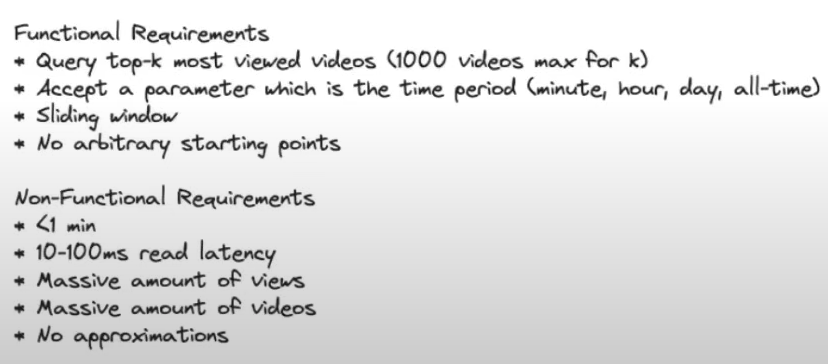 Functional Requirements
* Query top-k most viewed videos (1000 videos max for k)
* Accept a parameter which is the time period (minute, hour, day, all-time)
* Sliding window
* No arbitrary starting points
Non-Functional Requirements
* <1 min
* 10-100ms read latency
* Massive amount of views
* Massive amount of videos
* No approximations